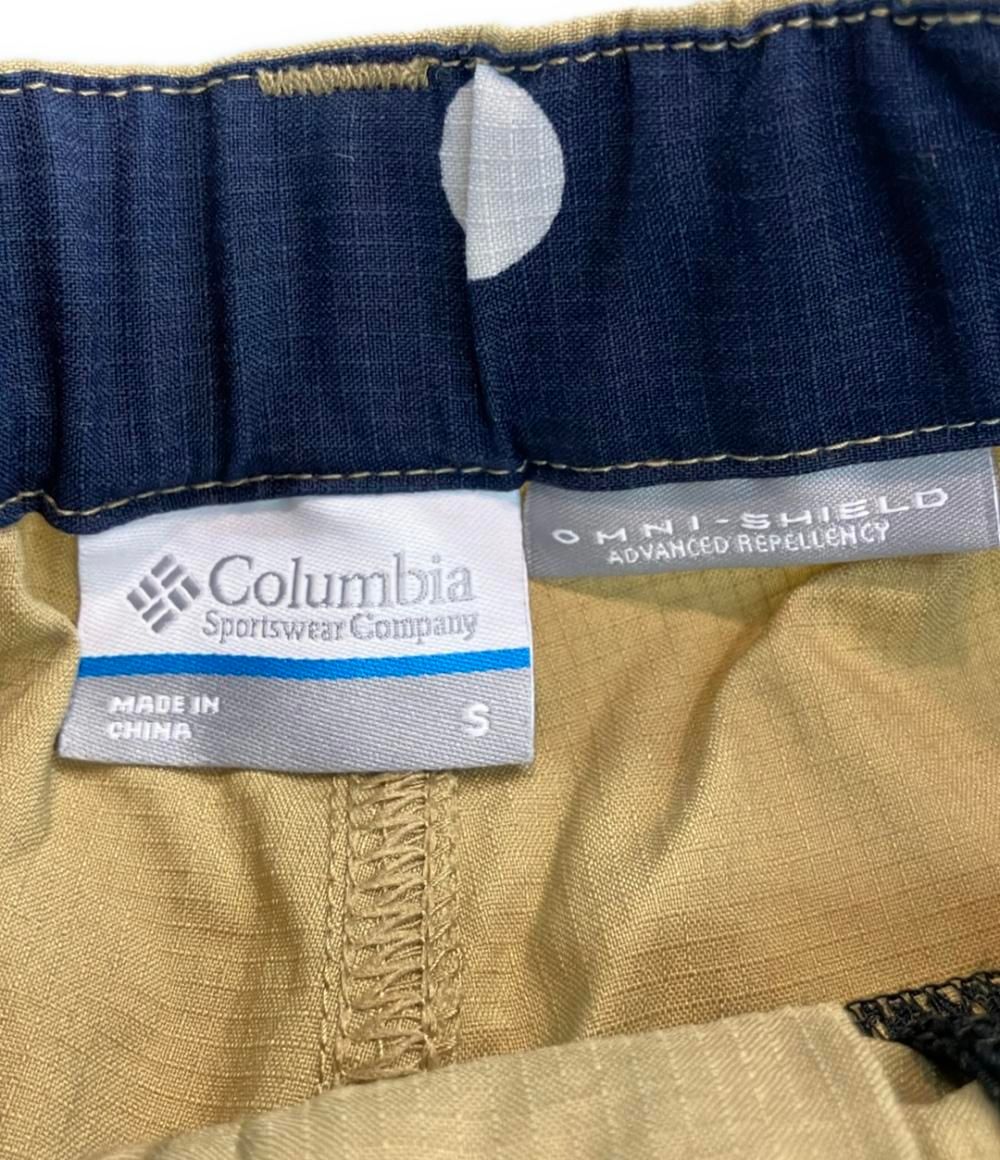 Columbia
Sportswear Company
MADE IN
CHINA
S
OMNI-SHIELD
ADVANCED REPELLENCY